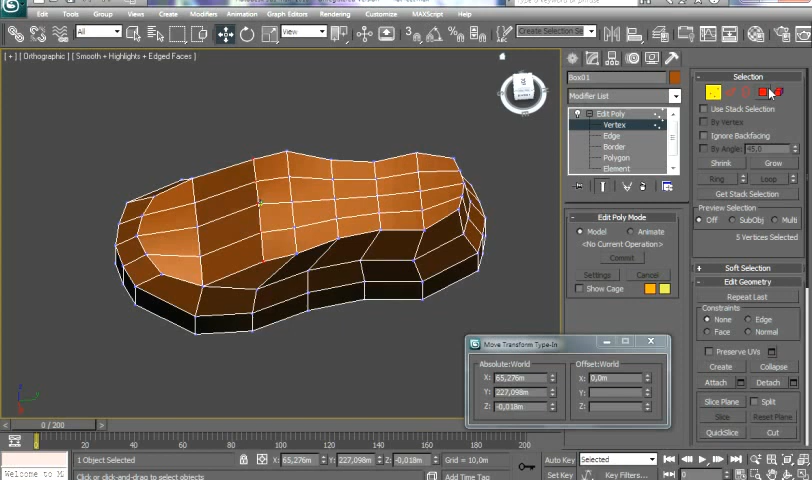 Edit Tools Group Views Create Modifiers Animation Graph Editors Rendering Customize MAXScript Help
All View Create Selection Se
[ + ] [ Orthographic ] [ Smooth + Highlights + Edged Faces ]
Box01
Modifier List
Edit Poly
Vertex
Edge
Border
Polygon
Element
Edit Poly Mode
Model Animate
<No Current Operation>
Commit
Settings Cancel
Show Cage
Selection
Use Stack Selection
By Vertex
Ignore Backfacing
By Angle: 45,0
Shrink Grow
Ring Loop
Get Stack Selection
Preview Selection
Off SubObj Multi
5 Vertices Selected
Soft Selection
Edit Geometry
Repeat Last
Constraints
None Edge
Face Normal
Preserve UVs
Create Collapse
Attach Detach
Slice Plane Split
Slice Reset Plane
QuickSlice Cut
Move Transform Type-In
Absolute:World Offset:World
X: 65,276m X: 0,0m
Y: 227,098m Y:
Z: -0,018m Z:
0 / 200
0 20 40 60 80 100 120 140 160 180 200
1 Object Selected X: 65,276m Y: 227,098m Z: -0,018m Grid = 10,0m Auto Key Selected
Welcome to M Click or click-and-drag to select objects Add Time Tag Set Key Key Filters... 0